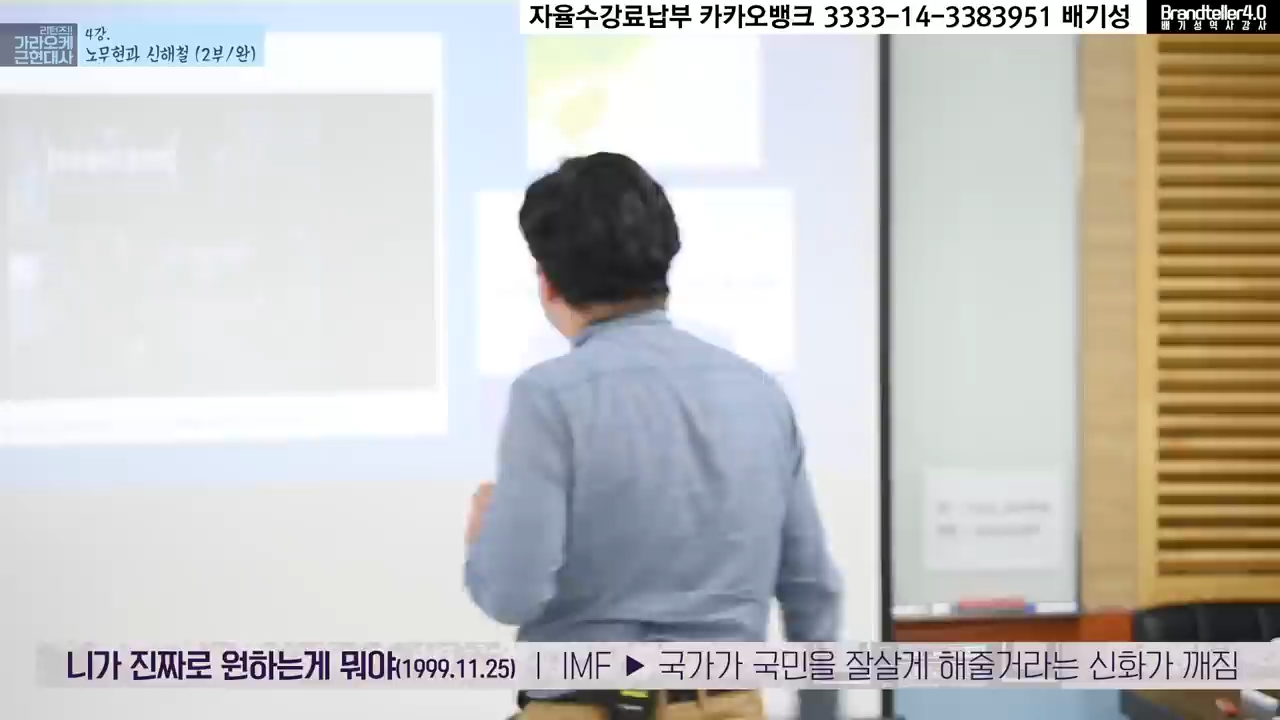 자율수강료납부 카카오뱅크 3333-14-3383951 배기성
Brandteller4.0
배기성역사강사
리턴즈!!
가라오케
근현대사
4강.
노무현과 신해철 (2부/완)
니가 진짜로 원하는게 뭐야(1999.11.25) | IMF ▶ 국가가 국민을 잘살게 해줄거라는 신화가 깨짐